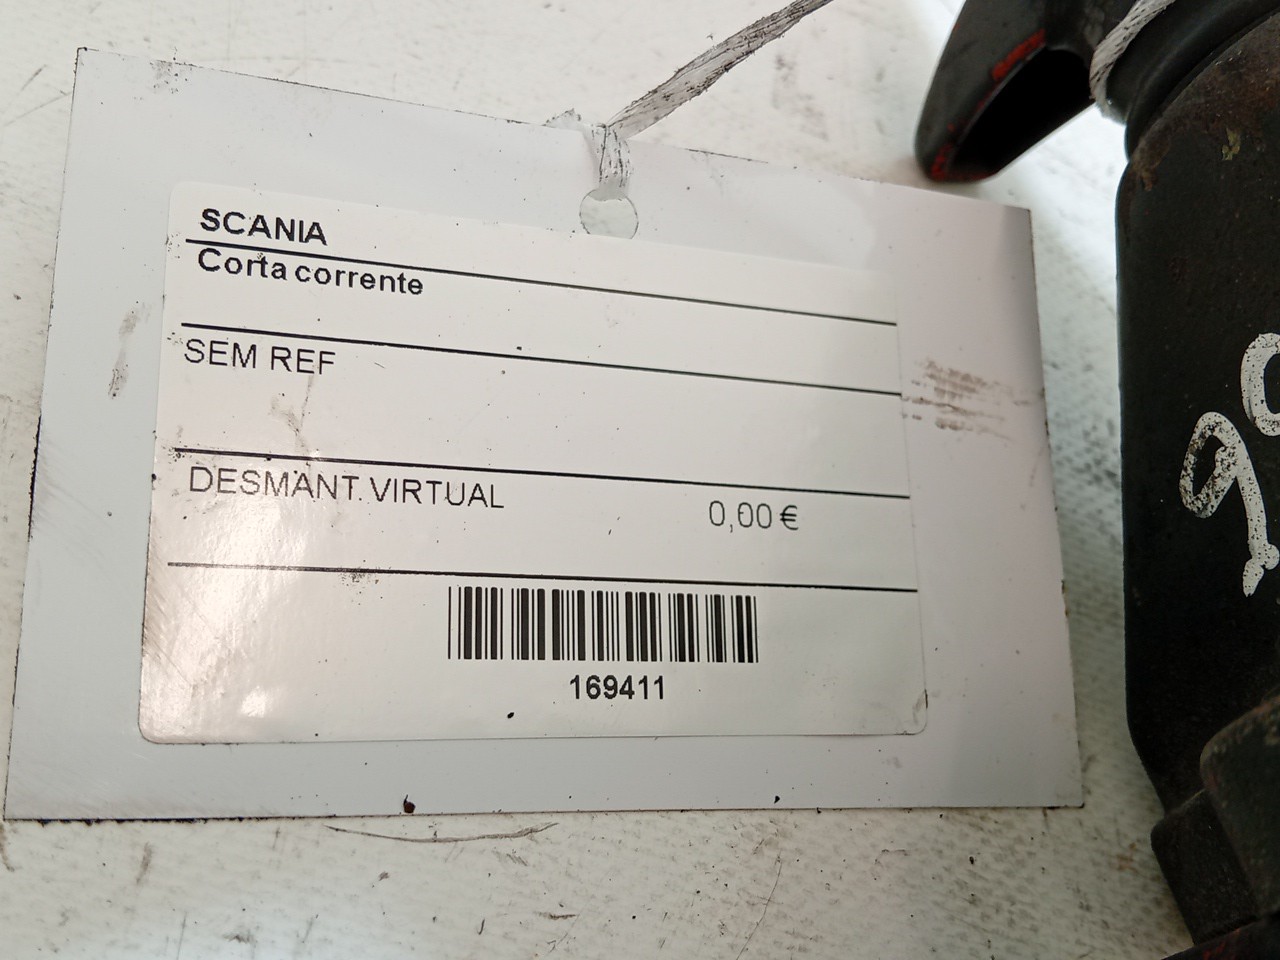 SCANIA
Corta corrente
SEM REF
DESMANT. VIRTUAL 0,00 €
169411